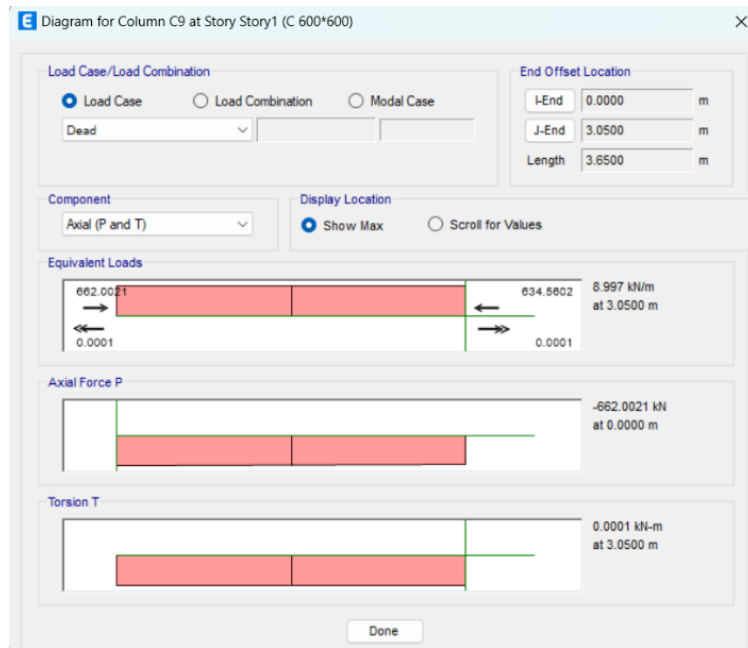 E Diagram for Column C9 at Story Story1 (C 600*600)
Load Case/Load Combination
Load Case Load Combination Modal Case
Dead
End Offset Location
I-End 0.0000 m
J-End 3.0500 m
Length 3.6500 m
Component
Axial (P and T)
Display Location
Show Max Scroll for Values
Equivalent Loads
662.0021 634.5602
0.0001 0.0001
8.997 kN/m
at 3.0500 m
Axial Force P
-662.0021 kN
at 0.0000 m
Torsion T
0.0001 kN-m
at 3.0500 m
Done